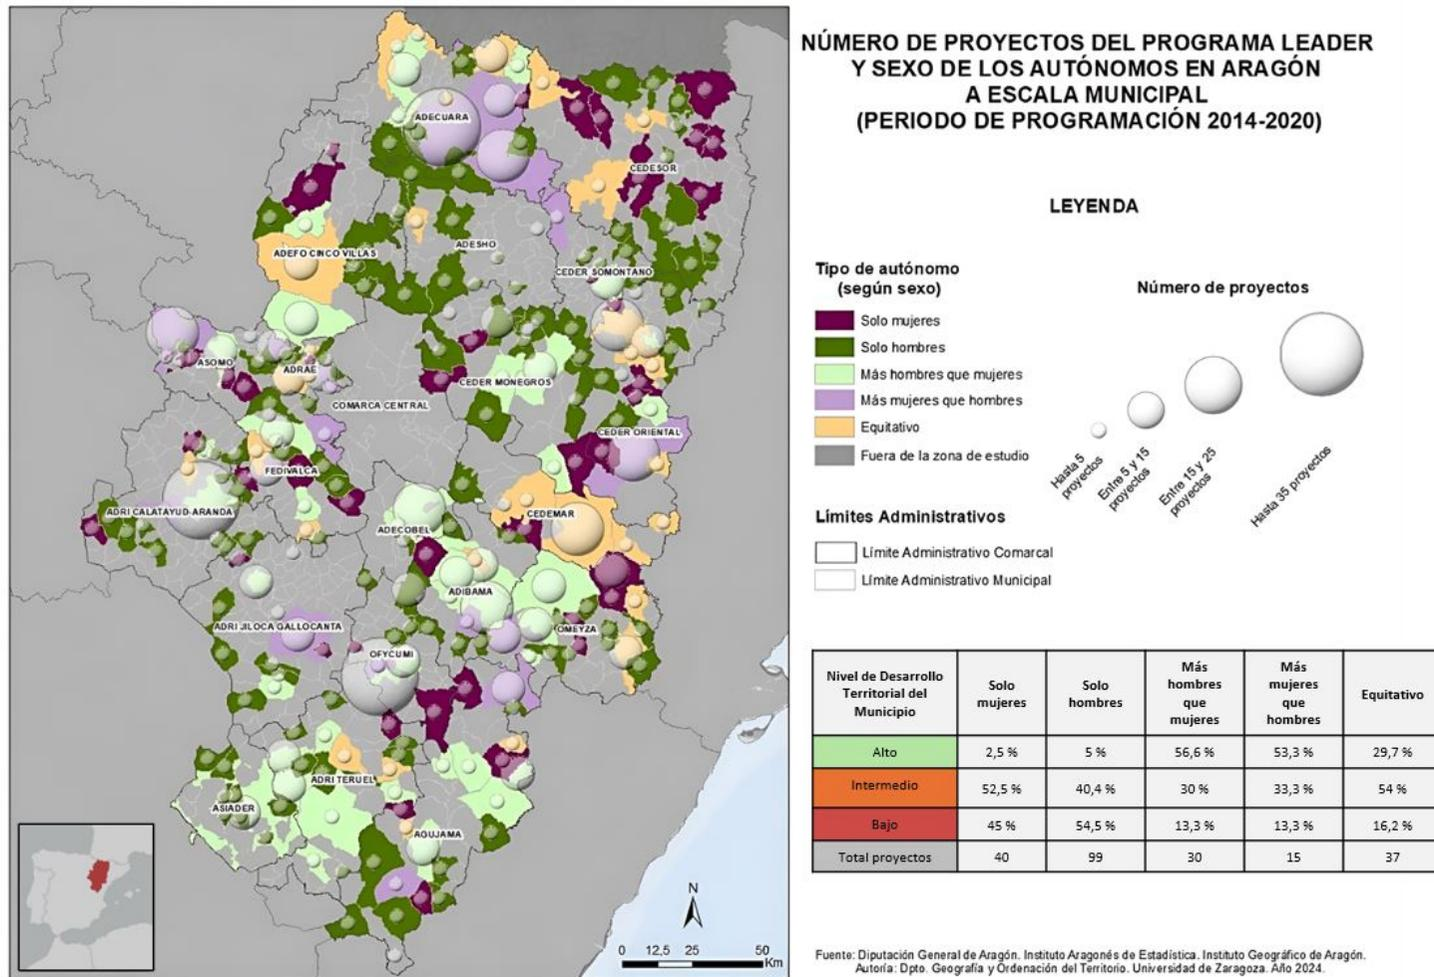 NÚMERO DE PROYECTOS DEL PROGRAMA LEADER
Y SEXO DE LOS AUTÓNOMOS EN ARAGÓN
A ESCALA MUNICIPAL
(PERIODO DE PROGRAMACIÓN 2014-2020)
ADECUARA
CEDESOR
ADESHO
ADEFO CINCO VILLAS
CEDER SOMONTANO
ASOMO
ADRAE
CEDER MONEGROS
COMARCA CENTRAL
CEDER ORIENTAL
FEDIVALCA
ADRI CALATAYUD-ARANDA
ADECOBEL
CEDEMAR
ADIBAMA
ADRI JILOCA GALLOCANTA
OMEYZA
OFYCUMI
ADRI TERUEL
ASIADER
AGUJAMA
N
0 12,5 25 50
Km
LEYENDA
Tipo de autónomo
(según sexo)
Solo mujeres
Solo hombres
Más hombres que mujeres
Más mujeres que hombres
Equitativo
Fuera de la zona de estudio
Número de proyectos
Hasta 5
proyectos
Entre 5 y 15
proyectos
Entre 15 y 25
proyectos
Hasta 35 proyectos
Límites Administrativos
Límite Administrativo Comarcal
Límite Administrativo Municipal
Nivel de Desarrollo
Territorial del
Municipio
Solo
mujeres
Solo
hombres
Más
hombres
que
mujeres
Más
mujeres
que
hombres
Equitativo
Alto 2,5 % 5 % 56,6 % 53,3 % 29,7 %
Intermedio 52,5 % 40,4 % 30 % 33,3 % 54 %
Bajo 45 % 54,5 % 13,3 % 13,3 % 16,2 %
Total proyectos 40 99 30 15 37
Fuente: Diputación General de Aragón. Instituto Aragonés de Estadística. Instituto Geográfico de Aragón.
Autoría: Dpto. Geografía y Ordenación del Territorio. Universidad de Zaragoza. Año 2024.